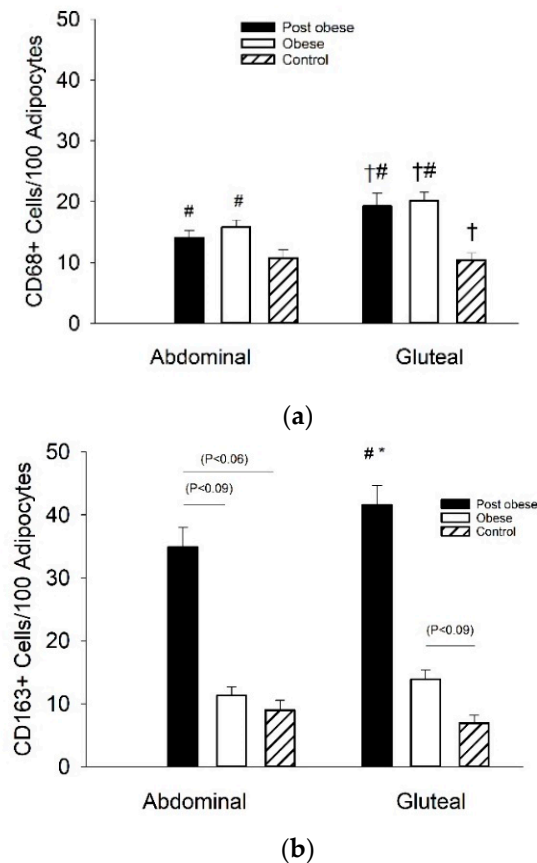 50
40
30
20
10
0
CD68+ Cells/100 Adipocytes
Post obese
Obese
Control
#
#
†#
†#
†
Abdominal
Gluteal
(a)
50
40
30
20
10
0
CD163+ Cells/100 Adipocytes
(P<0.06)
(P<0.09)
# *
Post obese
Obese
Control
(P<0.09)
Abdominal
Gluteal
(b)